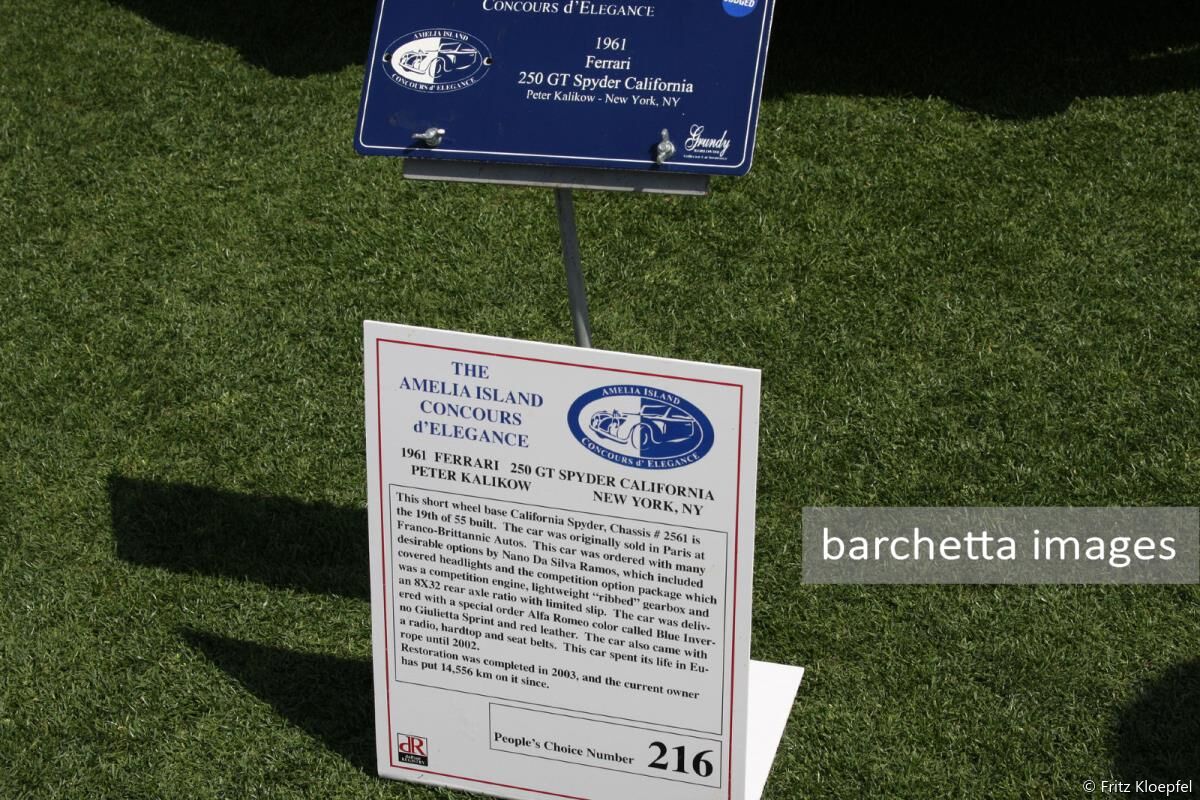 CONCOURS d'ELEGANCE
JUDGED
AMELIA ISLAND
CONCOURS d' ELEGANCE
1961
Ferrari
250 GT Spyder California
Peter Kalikow - New York, NY
Grundy
THE
AMELIA ISLAND
CONCOURS
d'ELEGANCE
AMELIA ISLAND
CONCOURS d' ELEGANCE
1961 FERRARI 250 GT SPYDER CALIFORNIA
PETER KALIKOW NEW YORK, NY
This short wheel base California Spyder, Chassis # 2561 is
the 19th of 55 built. The car was originally sold in Paris at
Franco-Brittannic Autos. This car was ordered with many
desirable options by Nano Da Silva Ramos, which included
covered headlights and the competition option package which
was a competition engine, lightweight "ribbed" gearbox and
an 8X32 rear axle ratio with limited slip. The car was deliv-
ered with a special order Alfa Romeo color called Blue Inver-
no Giulietta Sprint and red leather. The car also came with
a radio, hardtop and seat belts. This car spent its life in Eu-
rope until 2002.
Restoration was completed in 2003, and the current owner
has put 14,556 km on it since.
People's Choice Number 216
dR
barchetta images
© Fritz Kloepfel